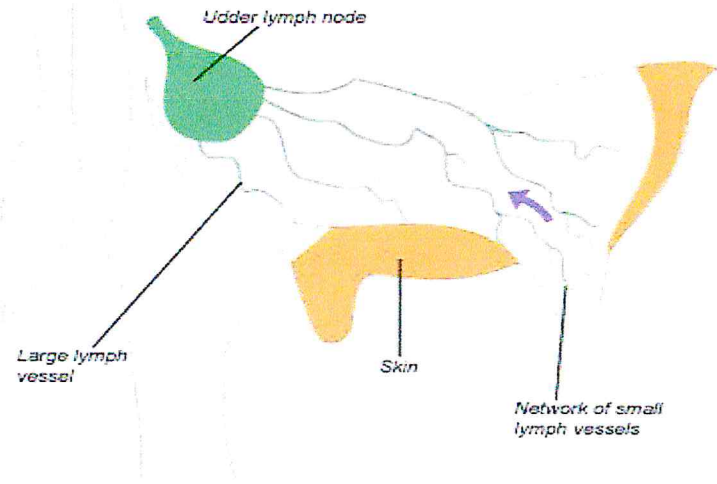 Udder lymph node
Large lymph
vessel
Skin
Network of small
lymph vessels